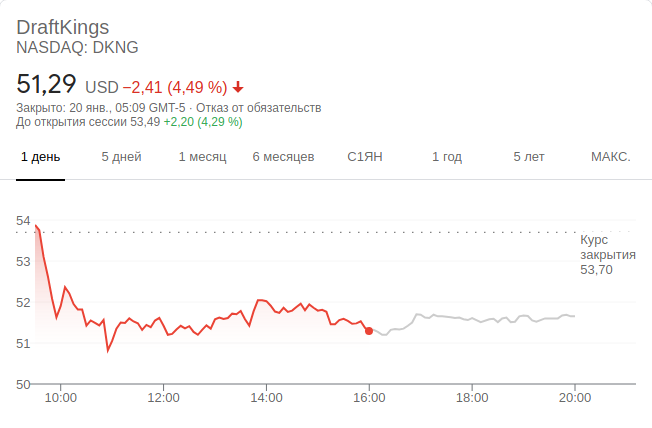 DraftKings
NASDAQ: DKNG
51,29 USD −2,41 (4,49 %)
Закрыто: 20 янв., 05:09 GMT-5 · Отказ от обязательств
До открытия сессии 53,49 +2,20 (4,29 %)
1 день 5 дней 1 месяц 6 месяцев С1ЯН 1 год 5 лет МАКС.
54
Курс
закрытия
53,70
53
52
51
50
10:00 12:00 14:00 16:00 18:00 20:00